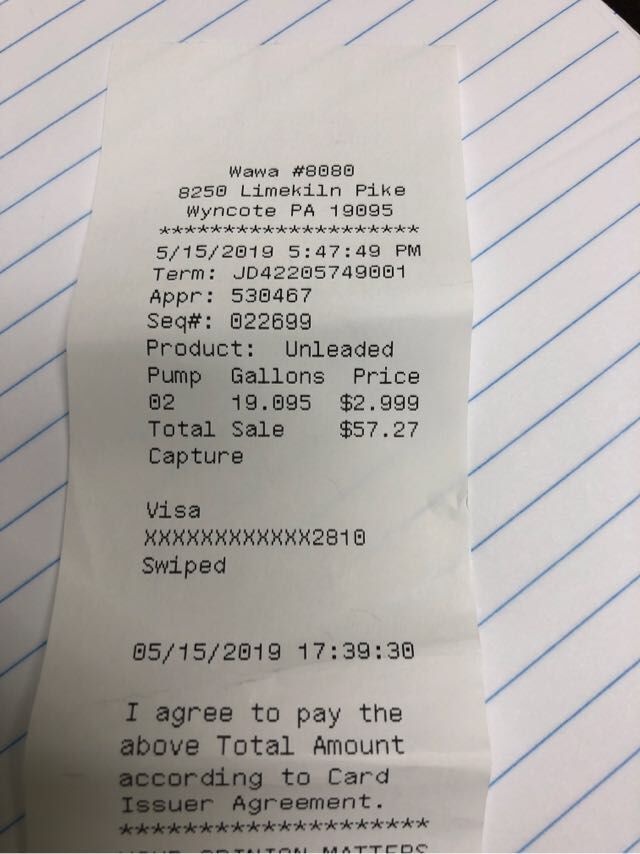 Wawa #8080
8250 Limekiln Pike
Wyncote PA 19095
********************
5/15/2019 5:47:49 PM
Term: JD42205749001
Appr: 530467
Seq#: 022699
Product: Unleaded
Pump Gallons Price
02 19.095 $2.999
Total Sale $57.27
Capture
Visa
XXXXXXXXXXXX2810
Swiped
05/15/2019 17:39:30
I agree to pay the
above Total Amount
according to Card
Issuer Agreement.
********************
YOUR OPINION MATTERS